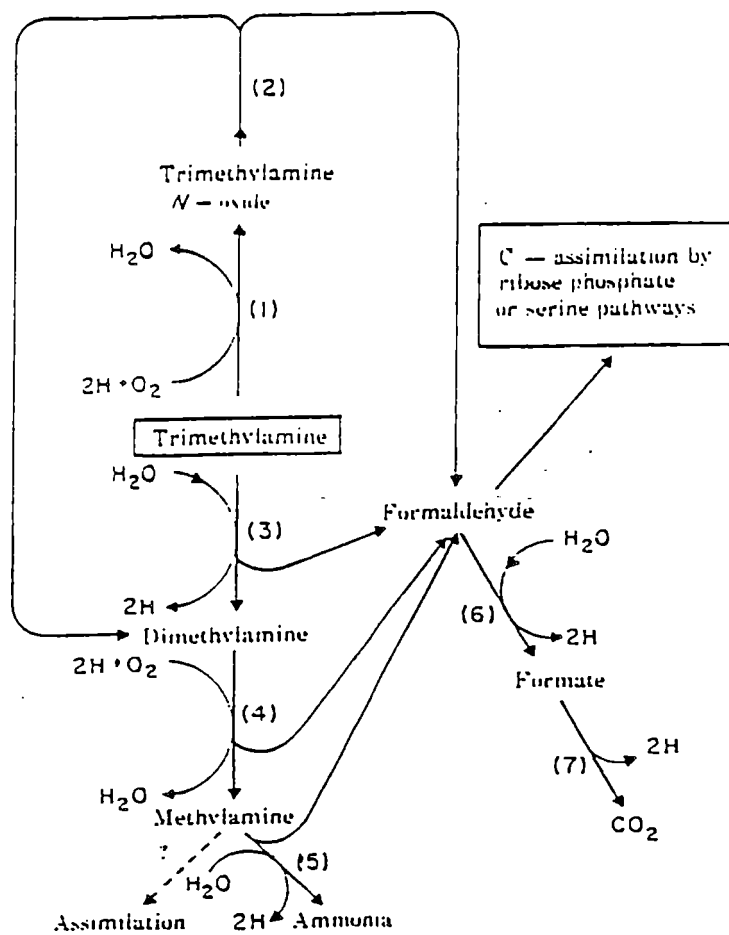 (2)
Trimethylamine
N – oxide
H₂O
(1)
2H + O₂
C — assimilation by
ribose phosphate
or serine pathways
Trimethylamine
H₂O
(3)
2H
Formaldehyde
H₂O
(6)
2H
Dimethylamine
2H + O₂
(4)
H₂O
Formate
(7)
2H
CO₂
Methylamine
?
H₂O
(5)
2H
Assimilation
Ammonia